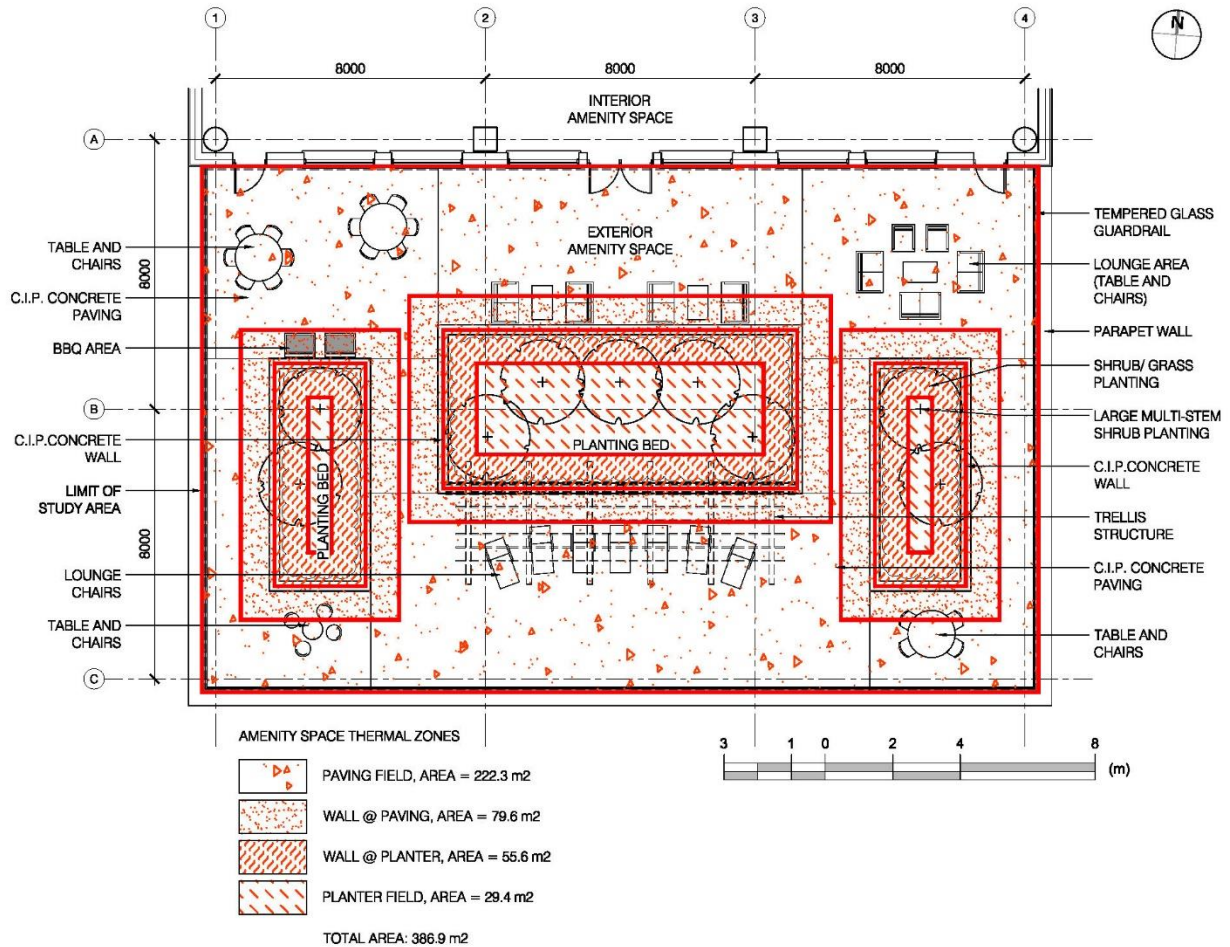 1
2
3
4
N
8000
8000
8000
INTERIOR
AMENITY SPACE
A
TABLE AND
CHAIRS
C.I.P. CONCRETE
PAVING
BBQ AREA
B
C.I.P.CONCRETE
WALL
LIMIT OF
STUDY AREA
LOUNGE
CHAIRS
TABLE AND
CHAIRS
C
8000
8000
EXTERIOR
AMENITY SPACE
PLANTING BED
PLANTING BED
TEMPERED GLASS
GUARDRAIL
LOUNGE AREA
(TABLE AND
CHAIRS)
PARAPET WALL
SHRUB/ GRASS
PLANTING
LARGE MULTI-STEM
SHRUB PLANTING
C.I.P.CONCRETE
WALL
TRELLIS
STRUCTURE
C.I.P. CONCRETE
PAVING
TABLE AND
CHAIRS
AMENITY SPACE THERMAL ZONES
PAVING FIELD, AREA = 222.3 m2
WALL @ PAVING, AREA = 79.6 m2
WALL @ PLANTER, AREA = 55.6 m2
PLANTER FIELD, AREA = 29.4 m2
TOTAL AREA: 386.9 m2
3 1 0 2 4 8
(m)